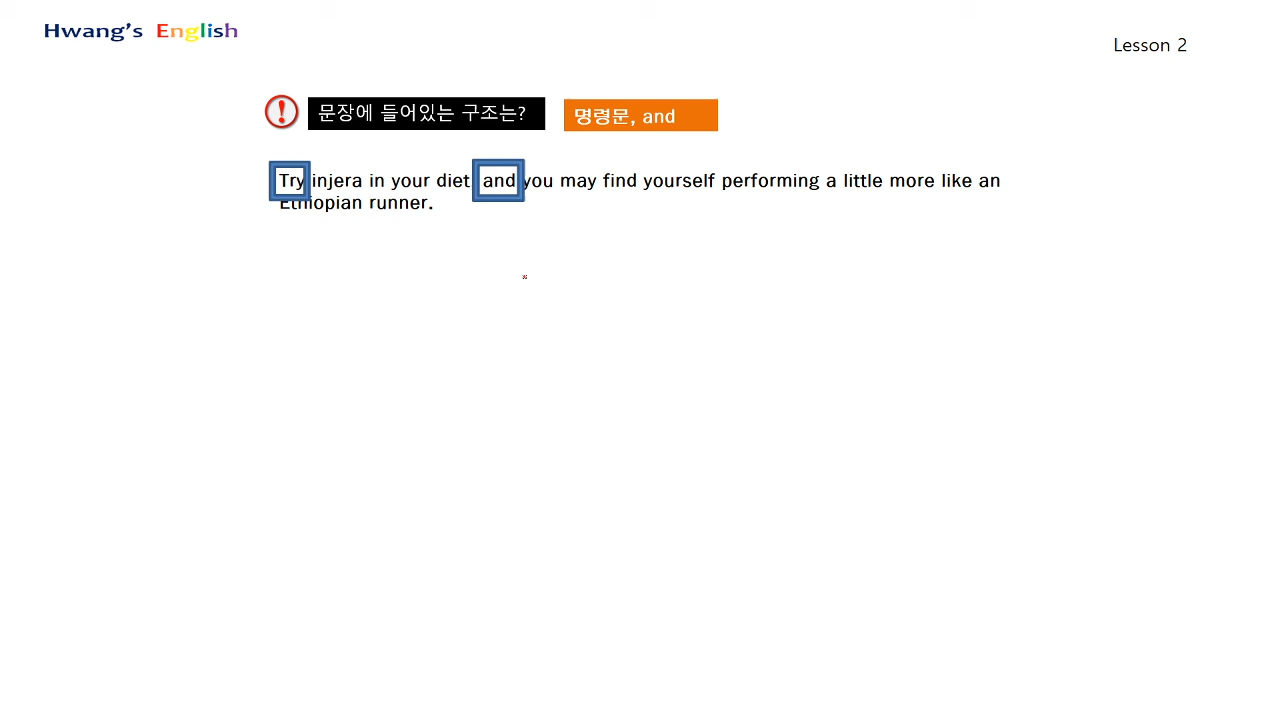 Hwang's English
Lesson 2
문장에 들어있는 구조는?
명령문, and
Try injera in your diet and you may find yourself performing a little more like an
Ethiopian runner.